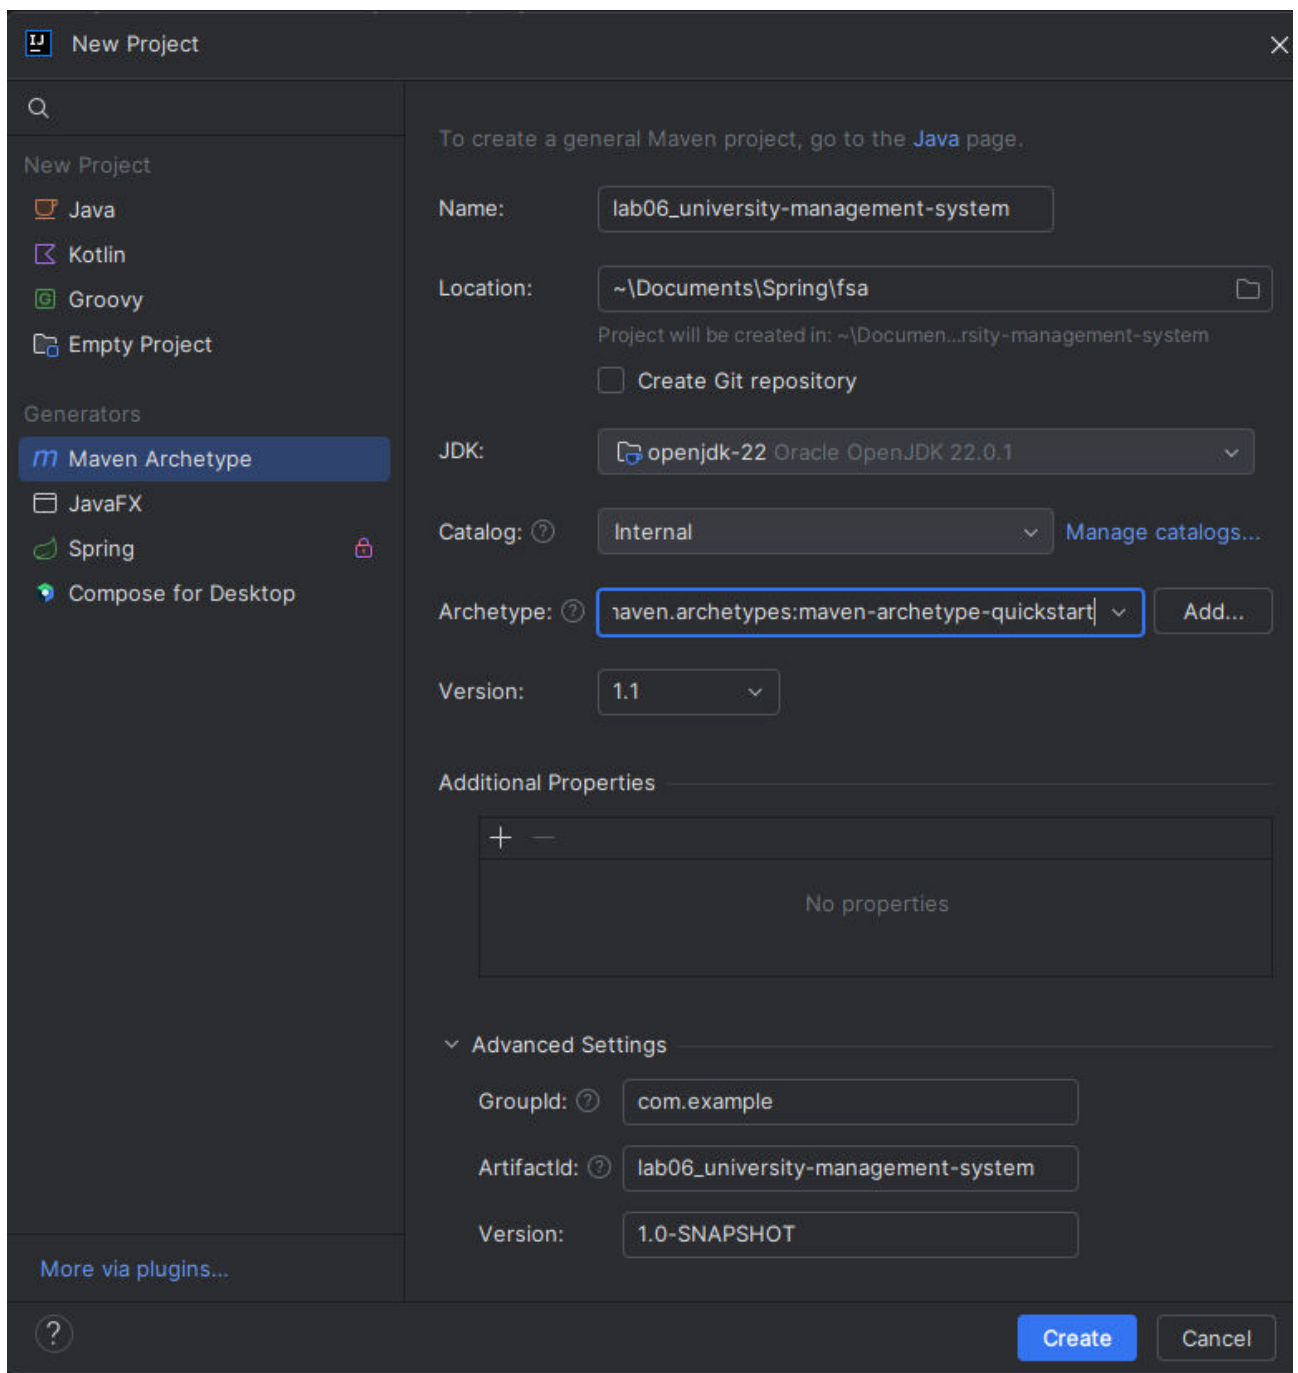 New Project
New Project
Java
Kotlin
Groovy
Empty Project
Generators
Maven Archetype
JavaFX
Spring
Compose for Desktop
More via plugins...
To create a general Maven project, go to the Java page.
Name: lab06_university-management-system
Location: ~\Documents\Spring\fsa
Project will be created in: ~\Documen...rsity-management-system
Create Git repository
JDK: openjdk-22 Oracle OpenJDK 22.0.1
Catalog: ? Internal Manage catalogs...
Archetype: ? naven.archetypes:maven-archetype-quickstart Add...
Version: 1.1
Additional Properties
No properties
Advanced Settings
GroupId: ? com.example
ArtifactId: ? lab06_university-management-system
Version: 1.0-SNAPSHOT
? Create Cancel